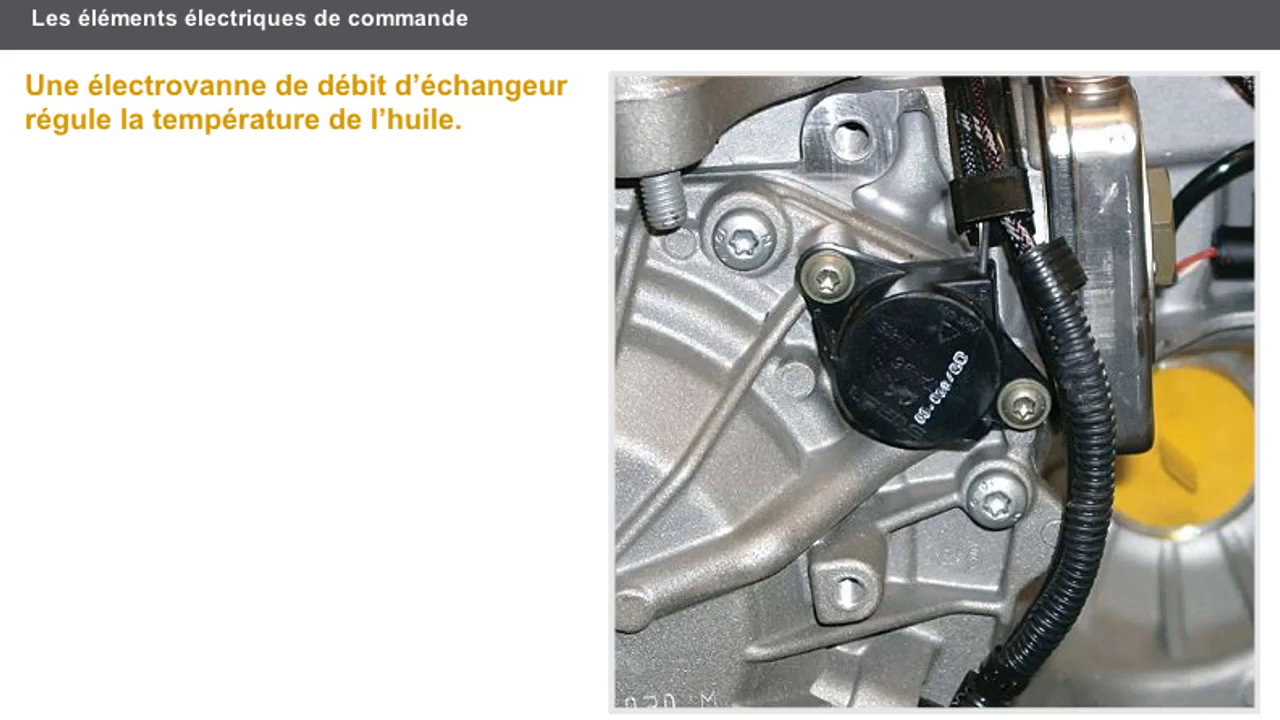 Les éléments électriques de commande
Une électrovanne de débit d’échangeur
régule la température de l’huile.